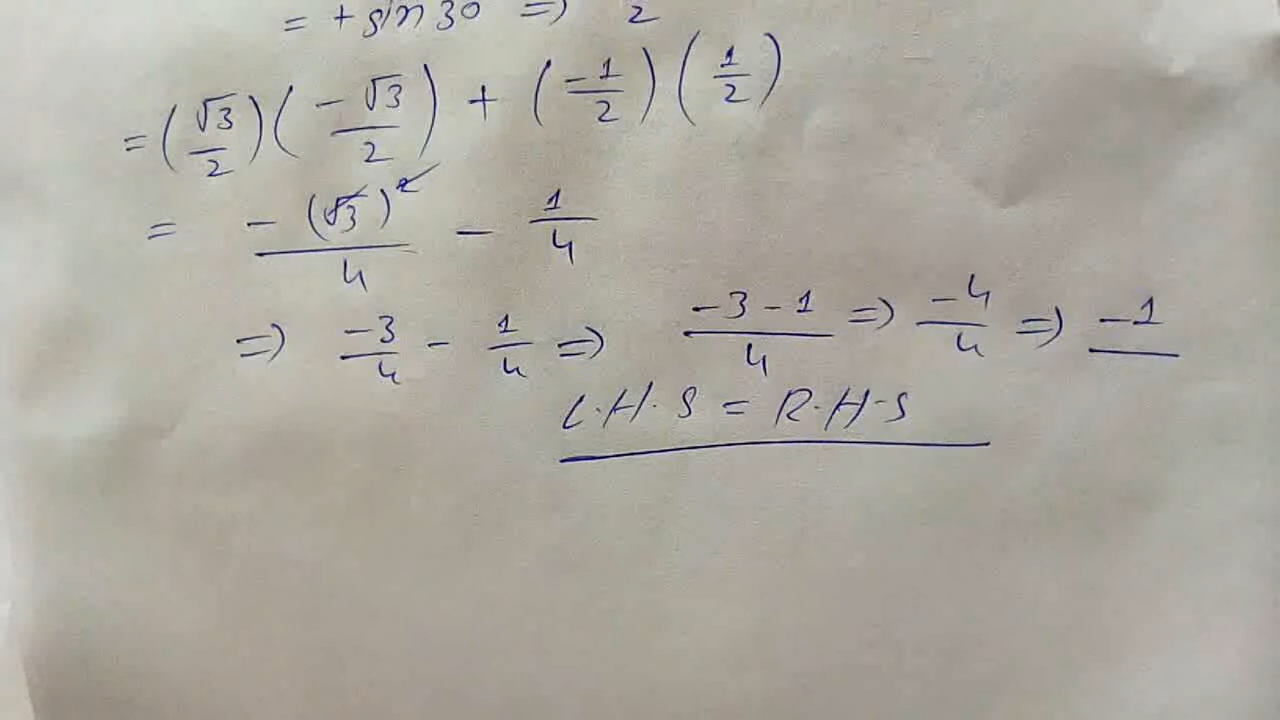 = + sin 30 => 2
= (√3/2)(-√3/2) + (-1/2)(1/2)
= -(√3)²/4 - 1/4
=> -3/4 - 1/4 => -3-1/4 => -4/4 => -1
L.H.S = R.H.S